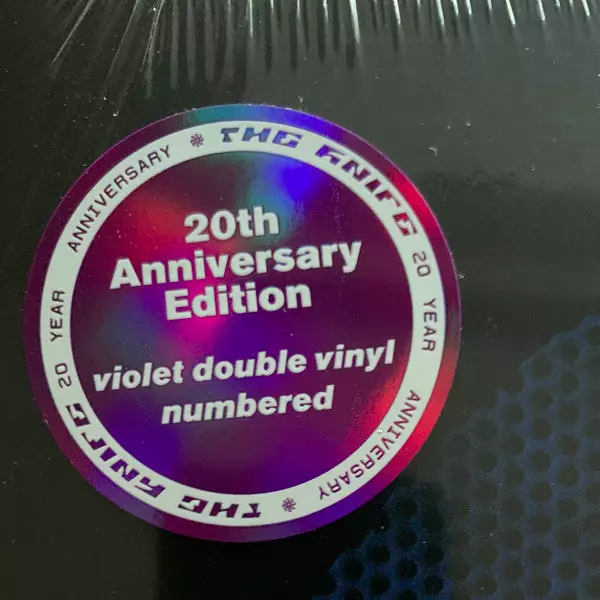 THE KNIFE 20 YEAR ANNIVERSARY * THE KNIFE 20 YEAR ANNIVERSARY *
20th
Anniversary
Edition
violet double vinyl
numbered